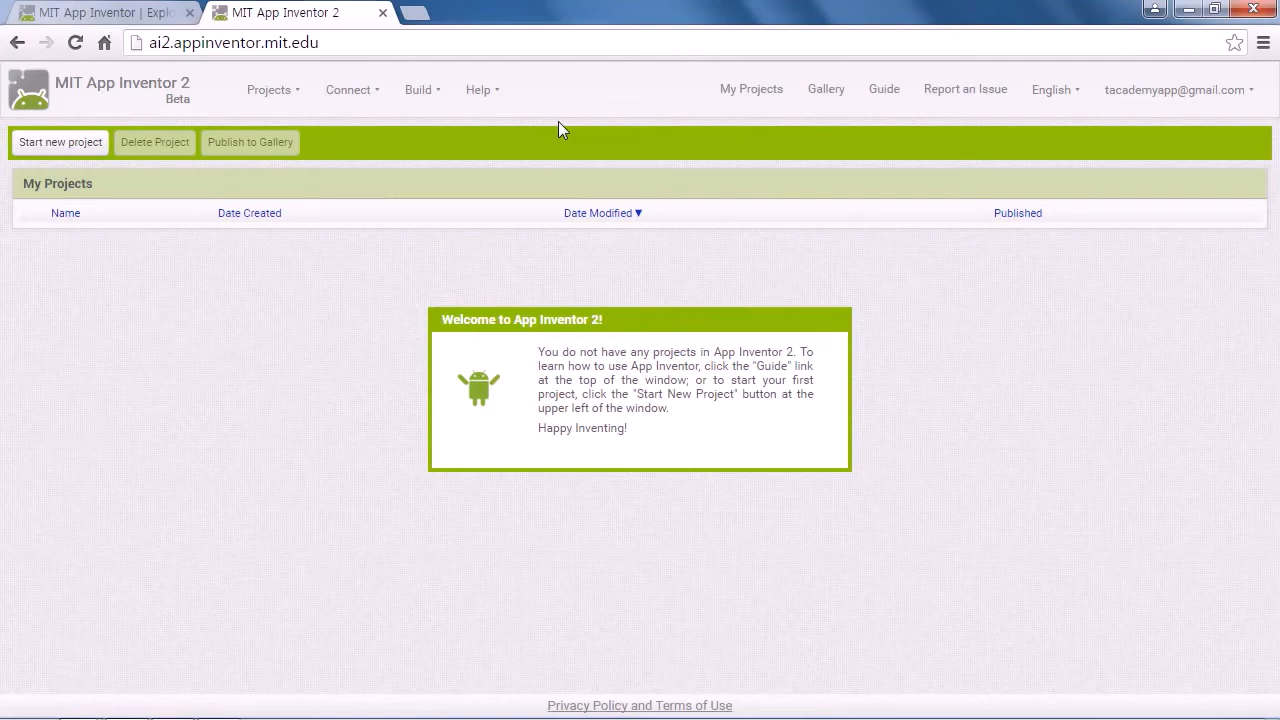 MIT App Inventor | Explo
MIT App Inventor 2
ai2.appinventor.mit.edu
MIT App Inventor 2
Beta
Projects
Connect
Build
Help
My Projects
Gallery
Guide
Report an Issue
English
tacademyapp@gmail.com
Start new project
Delete Project
Publish to Gallery
My Projects
Name
Date Created
Date Modified ▼
Published
Welcome to App Inventor 2!
You do not have any projects in App Inventor 2. To
learn how to use App Inventor, click the "Guide" link
at the top of the window; or to start your first
project, click the "Start New Project" button at the
upper left of the window.
Happy Inventing!
Privacy Policy and Terms of Use